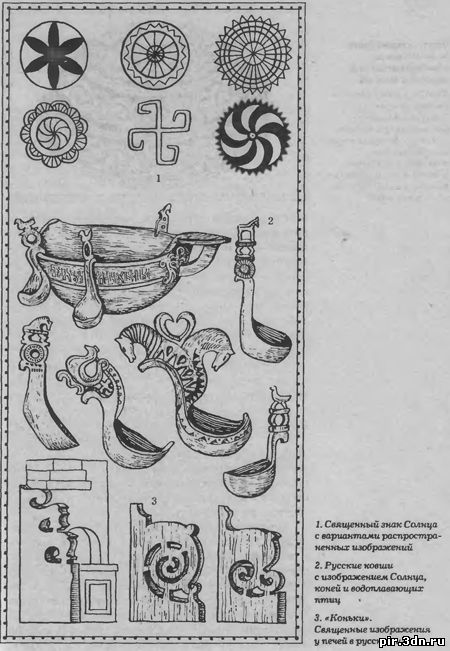 1
2
3
1. Священный знак Солнца
с вариантами распростра-
ненных изображений
2. Русские ковши
с изображением Солнца,
коней и водоплавающих
птиц
3. «Коньки».
Священные изображения
у печей в русск
pir.3dn.ru